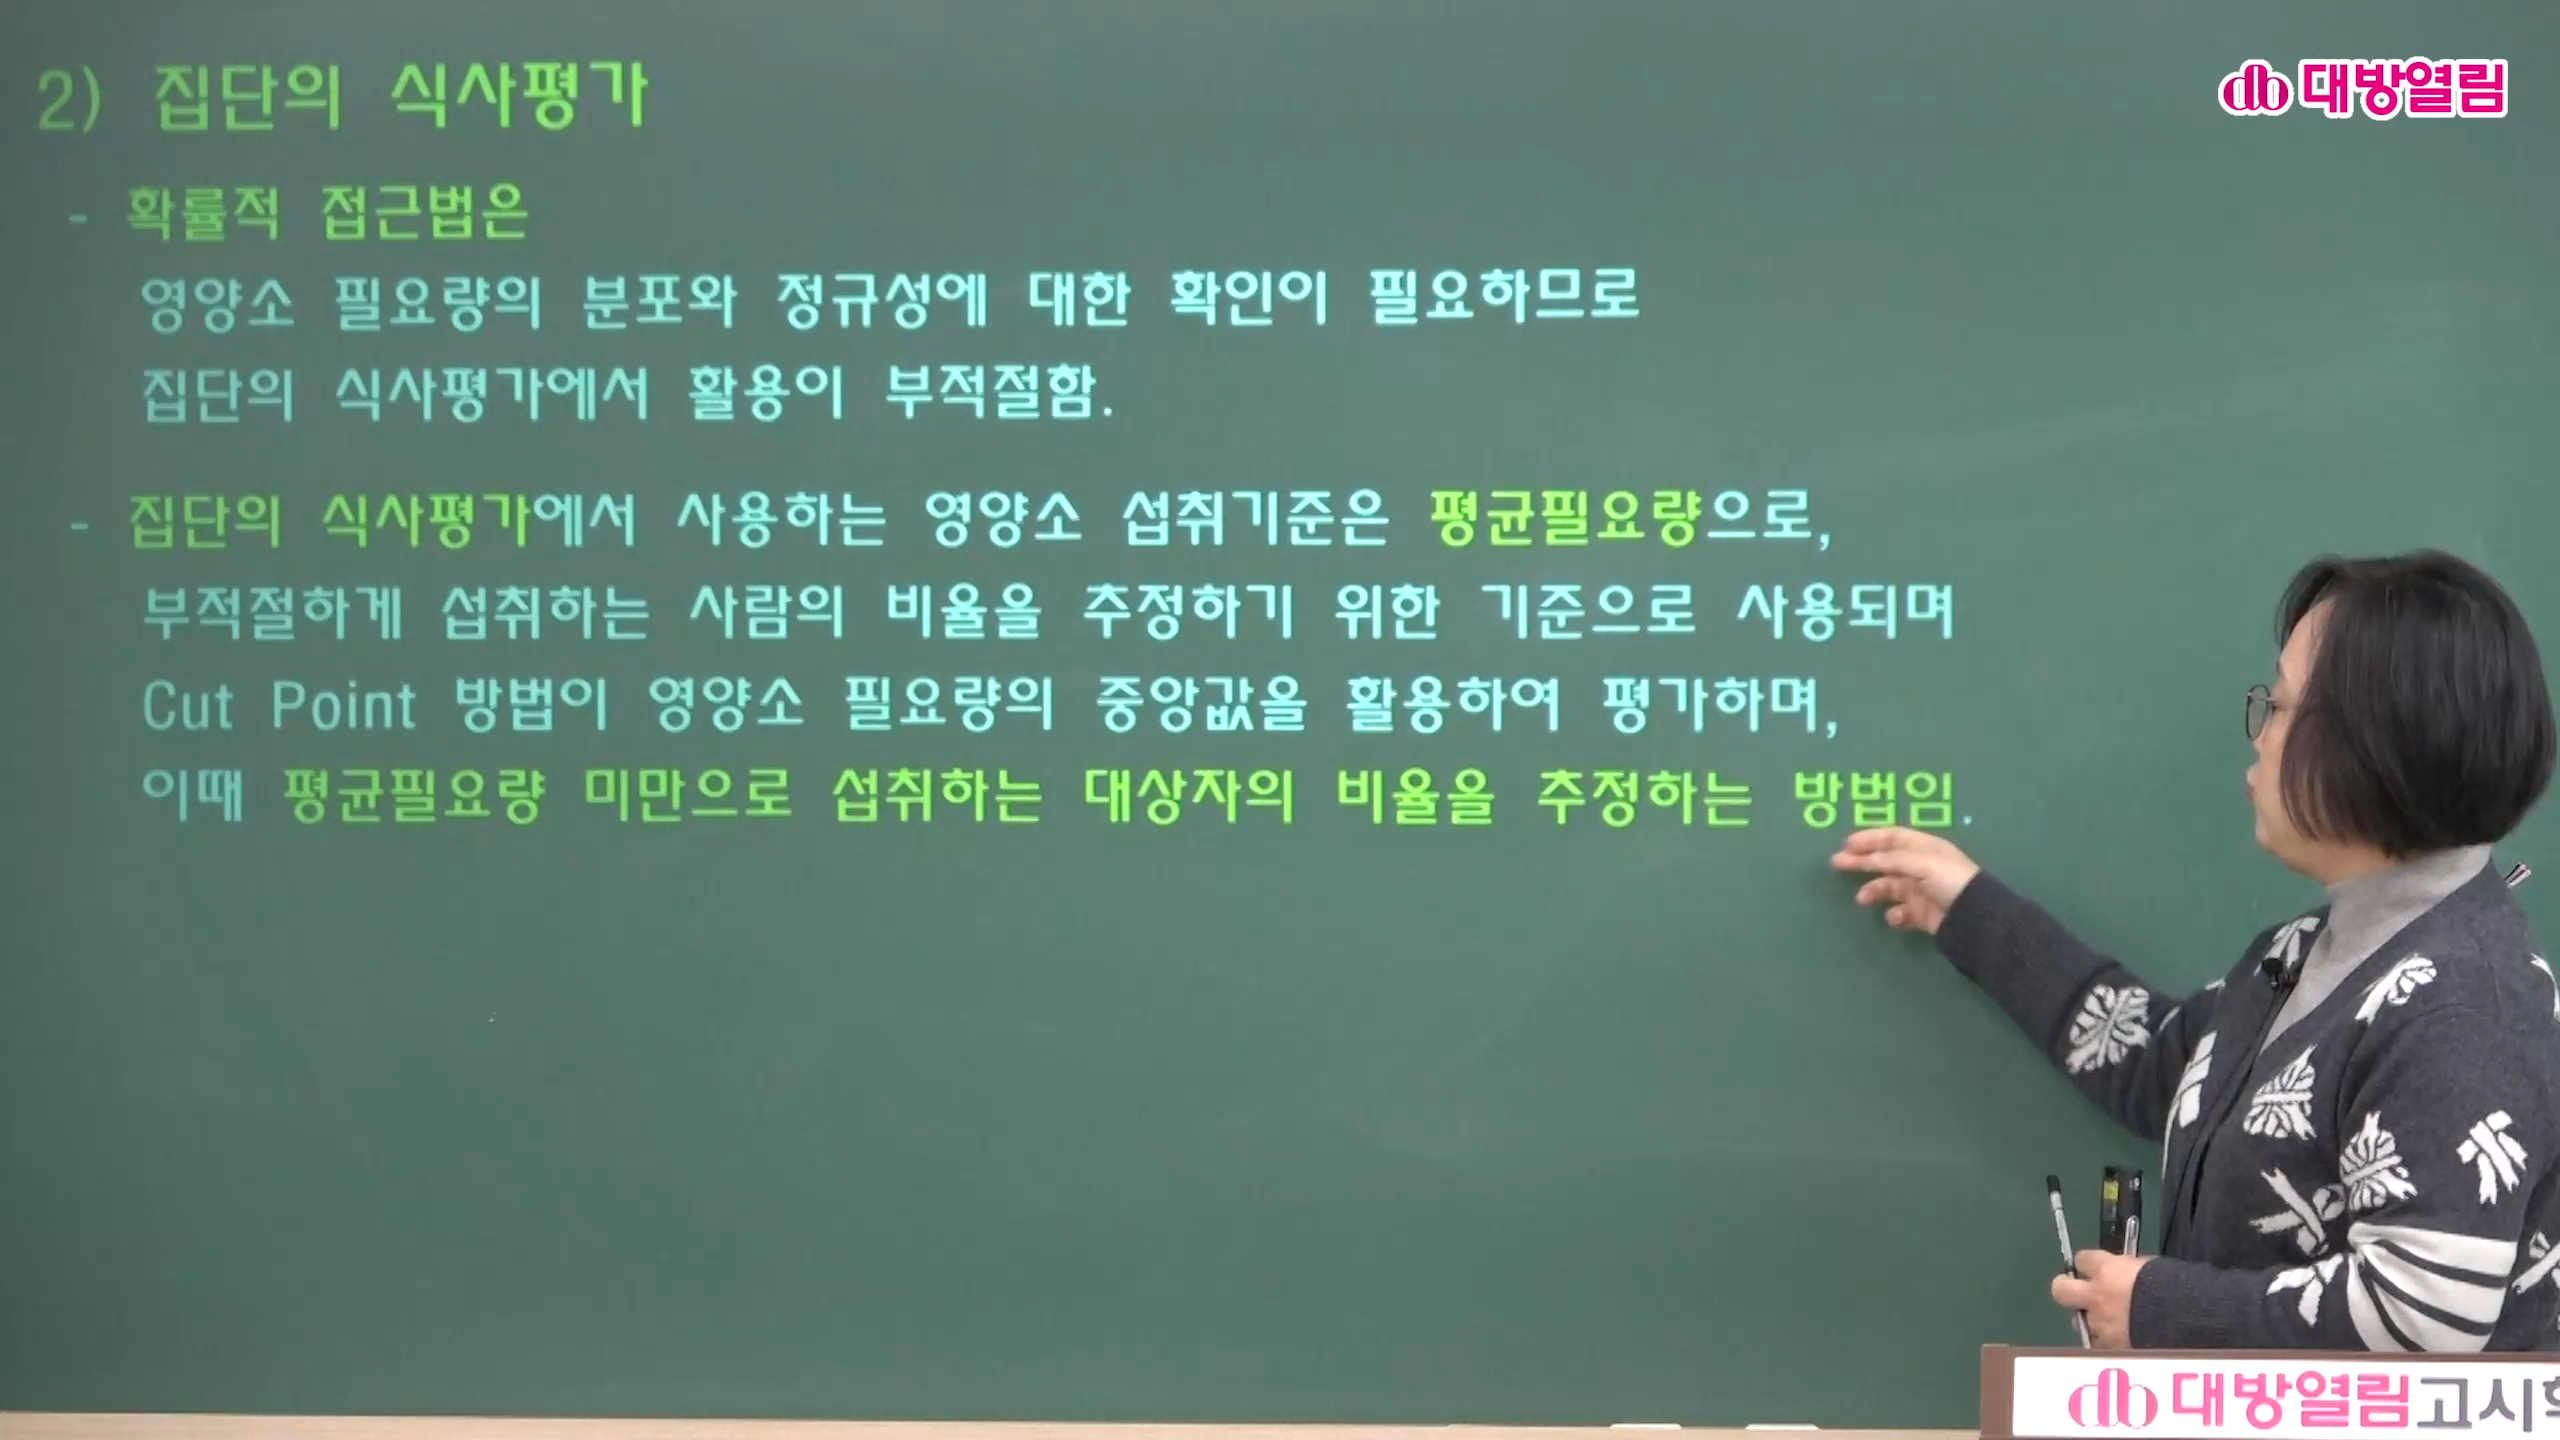 2) 집단의 식사평가
대방열림
- 확률적 접근법은
영양소 필요량의 분포와 정규성에 대한 확인이 필요하므로
집단의 식사평가에서 활용이 부적절함.
- 집단의 식사평가에서 사용하는 영양소 섭취기준은 평균필요량으로,
부적절하게 섭취하는 사람의 비율을 추정하기 위한 기준으로 사용되며
Cut Point 방법이 영양소 필요량의 중앙값을 활용하여 평가하며,
이때 평균필요량 미만으로 섭취하는 대상자의 비율을 추정하는 방법임.
대방열림고시